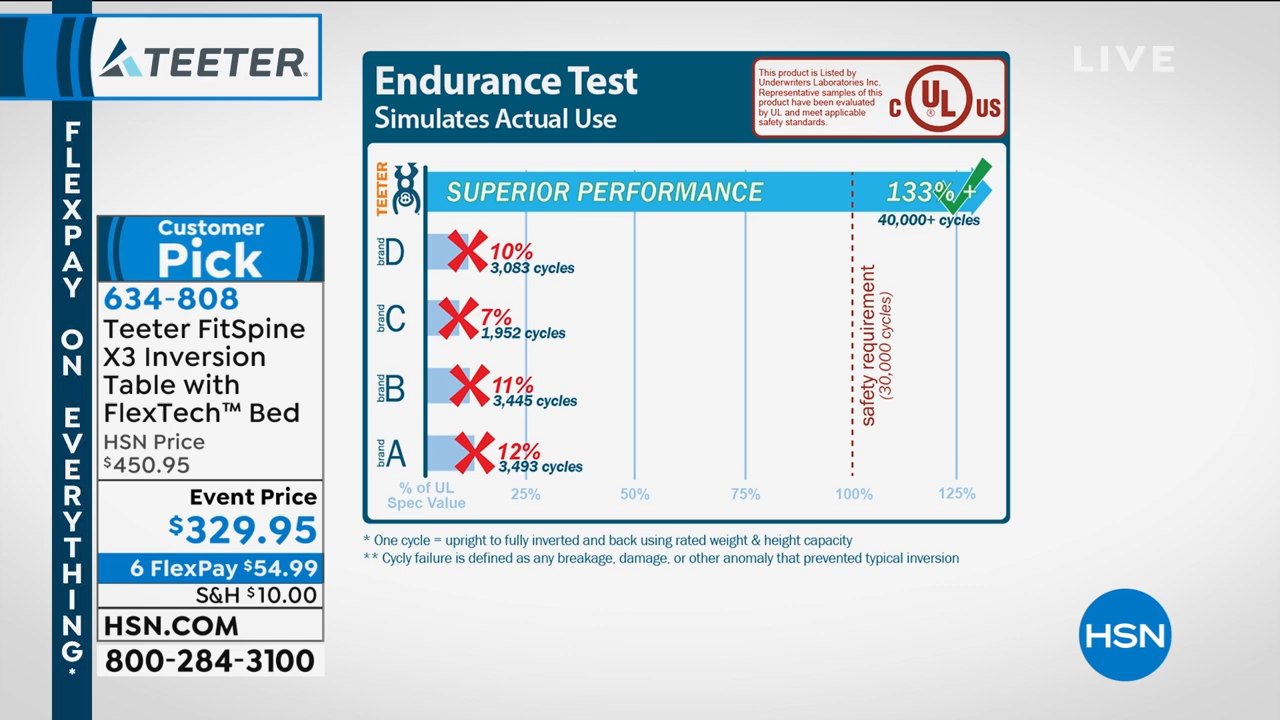 TEETER
LIVE
FLEXPAY ON EVERYTHING*
Customer
Pick
634-808
Teeter FitSpine
X3 Inversion
Table with
FlexTech™ Bed
HSN Price
$450.95
Event Price
$329.95
6 FlexPay $54.99
S&H $10.00
HSN.COM
800-284-3100
Endurance Test
Simulates Actual Use
This product is Listed by
Underwriters Laboratories Inc.
Representative samples of this
product have been evaluated
by UL and meet applicable
safety standards.
C UL ® US
TEETER
SUPERIOR PERFORMANCE
133%+
40,000+ cycles
brand D
10%
3,083 cycles
brand C
7%
1,952 cycles
brand B
11%
3,445 cycles
brand A
12%
3,493 cycles
safety requirement
(30,000 cycles)
% of UL
Spec Value
25%
50%
75%
100%
125%
* One cycle = upright to fully inverted and back using rated weight & height capacity
** Cycly failure is defined as any breakage, damage, or other anomaly that prevented typical inversion
HSN